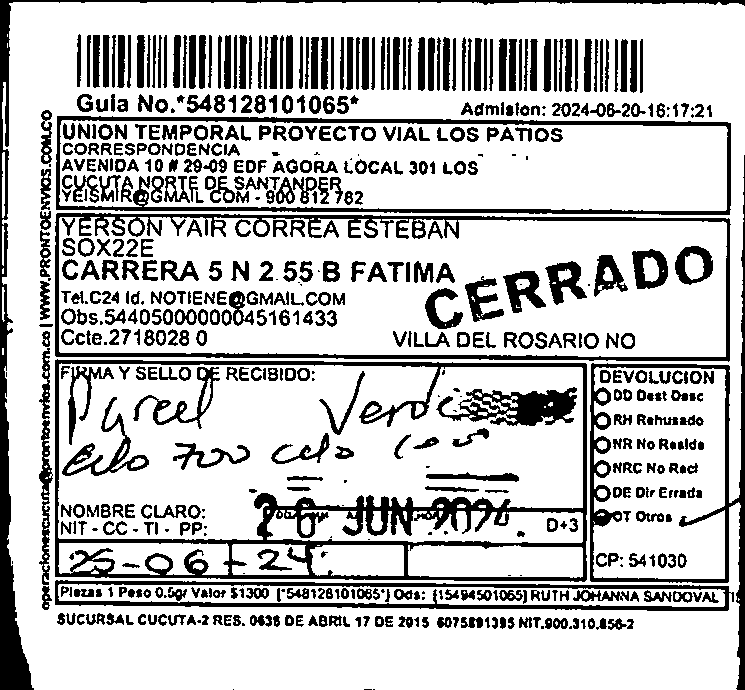 Guia No.*548128101065*
Admision: 2024-06-20-16:17:21
UNION TEMPORAL PROYECTO VIAL LOS PATIOS
CORRESPONDENCIA
AVENIDA 10 # 29-09 EDF AGORA LOCAL 301 LOS
CUCUTA NORTE DE SANTANDER
YEISMIR@GMAIL COM - 900 812 782
YERSON YAIR CORREA ESTEBAN
SOX22E
CARRERA 5 N 2 55 B FATIMA
Tel.C24 Id. NOTIENE@GMAIL.COM
Obs.544050000000045161433
Ccte.2718028 0
VILLA DEL ROSARIO NO
CERRADO
FIRMA Y SELLO DE RECIBIDO:
Pared Verde
NOMBRE CLARO:
NIT - CC - TI - PP:
26 JUN 2024
D+3
25-06-24
DEVOLUCION
DD Dest Desc
RH Rehusado
NR No Reside
NRC No Recl
DE Dir Errada
OT Otros
CP: 541030
Piezas 1 Peso 0.5gr Valor $1300 [*548128101065*] Ods: [15494501065] RUTH JOHANNA SANDOVAL
SUCURSAL CUCUTA-2 RES. 0636 DE ABRIL 17 DE 2015 6075891395 NIT.900.310.856-2
operacionescucuta@prontoenvios.com.co | WWW.PRONTOENVIOS.COM.CO